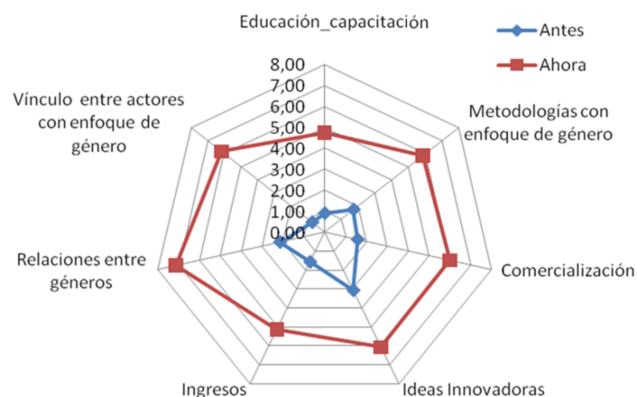 Educación_capacitación
Antes
Ahora
8,00
7,00
6,00
5,00
4,00
3,00
2,00
1,00
0,00
Vínculo entre actores
con enfoque de
género
Metodologías con
enfoque de género
Relaciones entre
géneros
Comercialización
Ingresos
Ideas Innovadoras